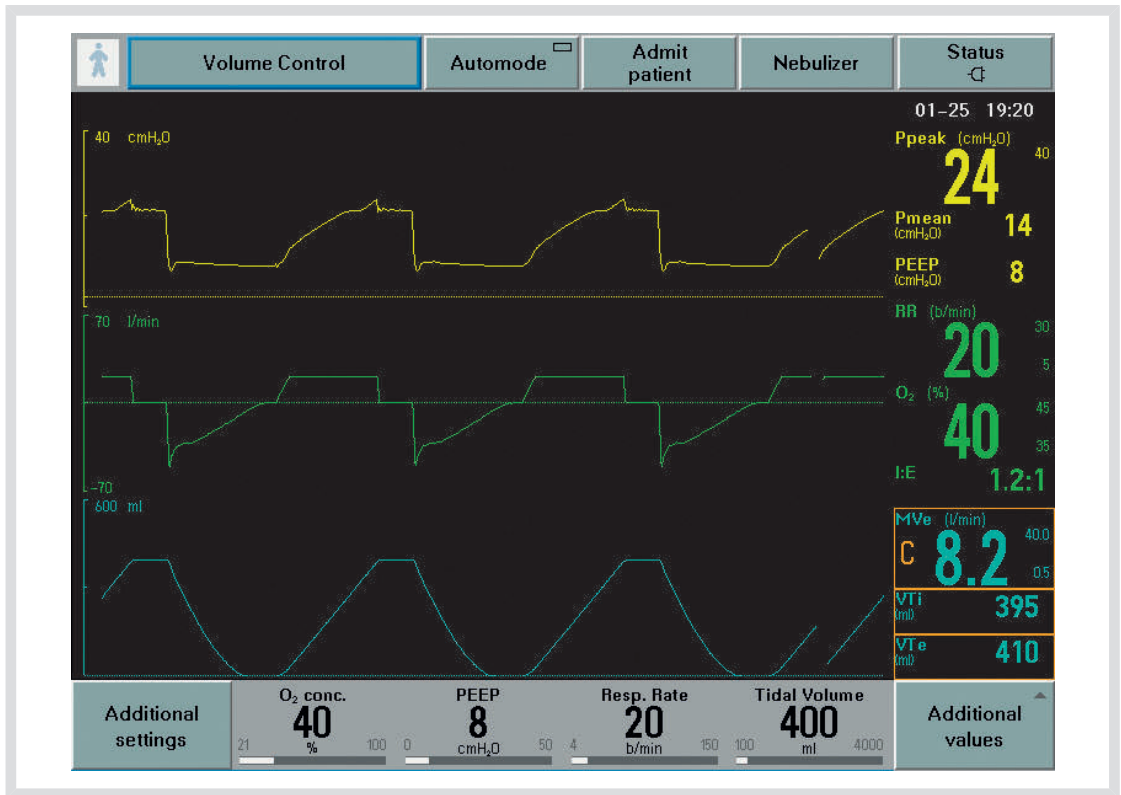 Volume Control
Automode
Admit
patient
Nebulizer
Status
01-25 19:20
40 cmH₂O
Ppeak (cmH₂O)
24
40
Pmean
(cmH₂O)
14
PEEP
(cmH₂O)
8
70 l/min
-70
RR (b/min)
20
30
5
O₂ (%)
40
45
35
I:E
1.2:1
600 ml
MVe (l/min)
C
8.2
40.0
0.5
VTi
(ml)
395
VTe
(ml)
410
Additional
settings
O₂ conc.
40
21 % 100
PEEP
8
0 cmH₂O 50
Resp. Rate
20
4 b/min 150
Tidal Volume
400
100 ml 4000
Additional
values